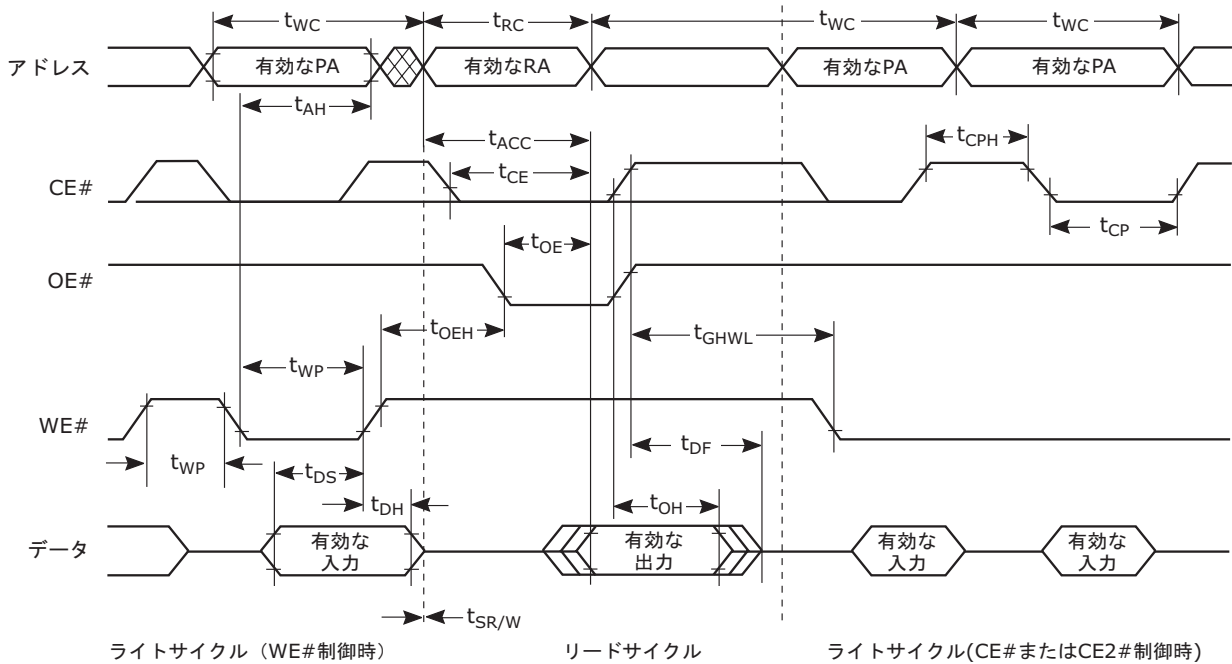 tWC
tRC
tWC
tWC
アドレス
有効なPA
有効なRA
有効なPA
有効なPA
tAH
tACC
tCPH
CE#
tCE
tCP
tOE
OE#
tOEH
tGHWL
tWP
WE#
tWP
tDS
tDF
tDH
tOH
データ
有効な
入力
有効な
出力
有効な
入力
有効な
入力
tSR/W
ライトサイクル（WE#制御時）
リードサイクル
ライトサイクル(CE#またはCE2#制御時)